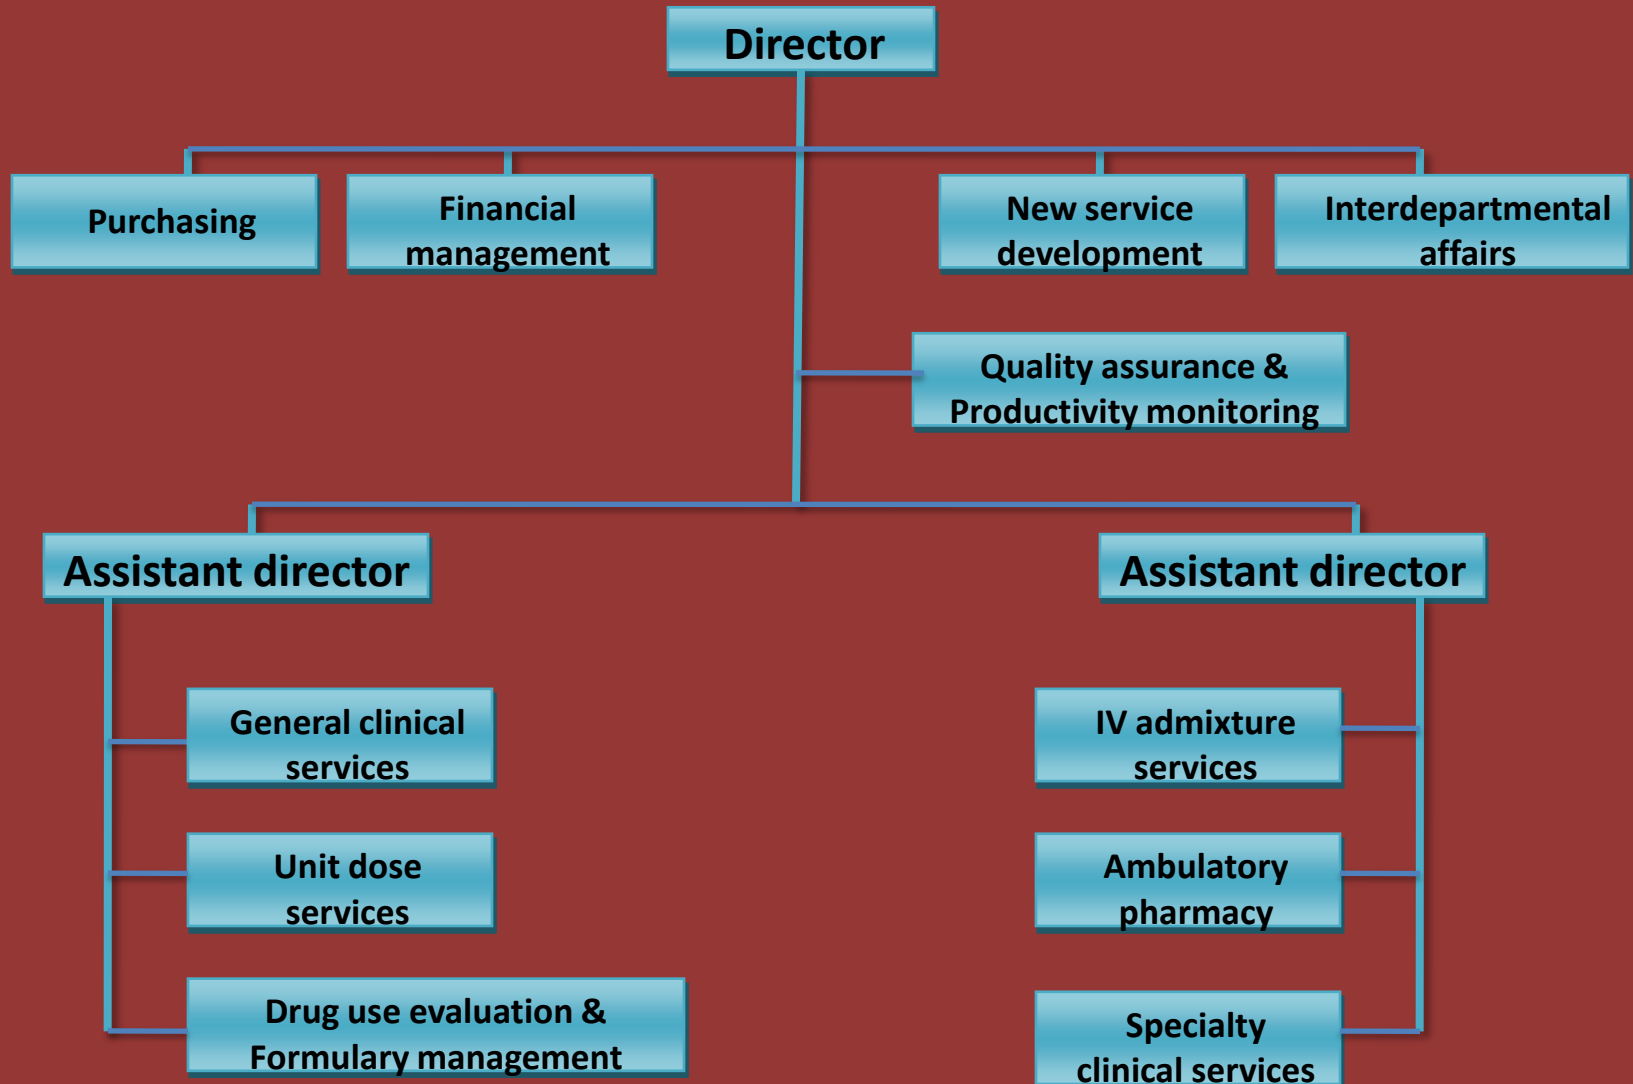 Director
Purchasing
Financial
management
New service
development
Interdepartmental
affairs
Quality assurance &
Productivity monitoring
Assistant director
Assistant director
General clinical
services
IV admixture
services
Unit dose
services
Ambulatory
pharmacy
Drug use evaluation &
Formulary management
Specialty
clinical services